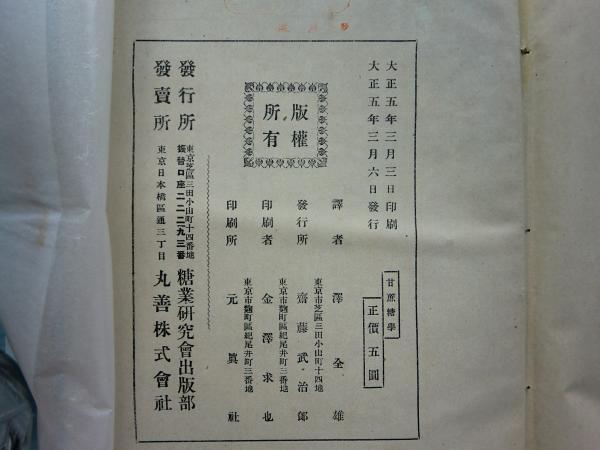 大正五年三月三日印刷
大正五年三月六日發行
甘蔗糖學
正價五圓
版權
所有
譯者 澤全雄
東京市芝區三田小山町十四地
發行所 齋藤武治郎
東京市麴町區紀尾井町三番地
印刷者 金澤求也
東京市麴町區紀尾井町三番地
印刷所 元眞社
發行所 東京芝區三田小山町十四番地 振替口座二一二九三番 糖業研究會出版部
發賣所 東京日本橋區通三丁目 丸善株式會社